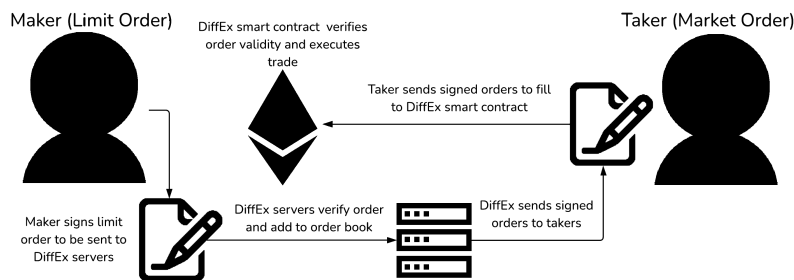 Maker (Limit Order)
DiffEx smart contract verifies
order validity and executes
trade
Taker (Market Order)
Taker sends signed orders to fill
to DiffEx smart contract
Maker signs limit
order to be sent to
DiffEx servers
DiffEx servers verify order
and add to order book
DiffEx sends signed
orders to takers